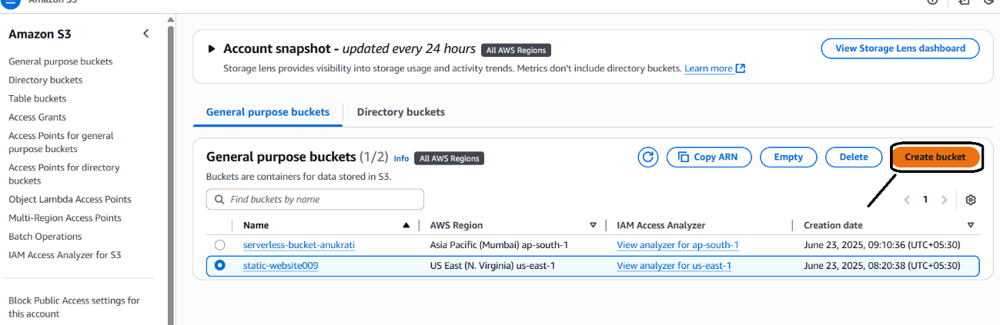 Amazon S3
Amazon S3
General purpose buckets
Directory buckets
Table buckets
Access Grants
Access Points for general
purpose buckets
Access Points for directory
buckets
Object Lambda Access Points
Multi-Region Access Points
Batch Operations
IAM Access Analyzer for S3
Block Public Access settings for
this account
Account snapshot - updated every 24 hours All AWS Regions
View Storage Lens dashboard
Storage lens provides visibility into storage usage and activity trends. Metrics don't include directory buckets. Learn more
General purpose buckets Directory buckets
General purpose buckets (1/2) Info All AWS Regions
Copy ARN Empty Delete Create bucket
Buckets are containers for data stored in S3.
Find buckets by name
1
Name AWS Region IAM Access Analyzer Creation date
serverless-bucket-anukrati Asia Pacific (Mumbai) ap-south-1 View analyzer for ap-south-1 June 23, 2025, 09:10:36 (UTC+05:30)
static-website009 US East (N. Virginia) us-east-1 View analyzer for us-east-1 June 23, 2025, 08:20:38 (UTC+05:30)